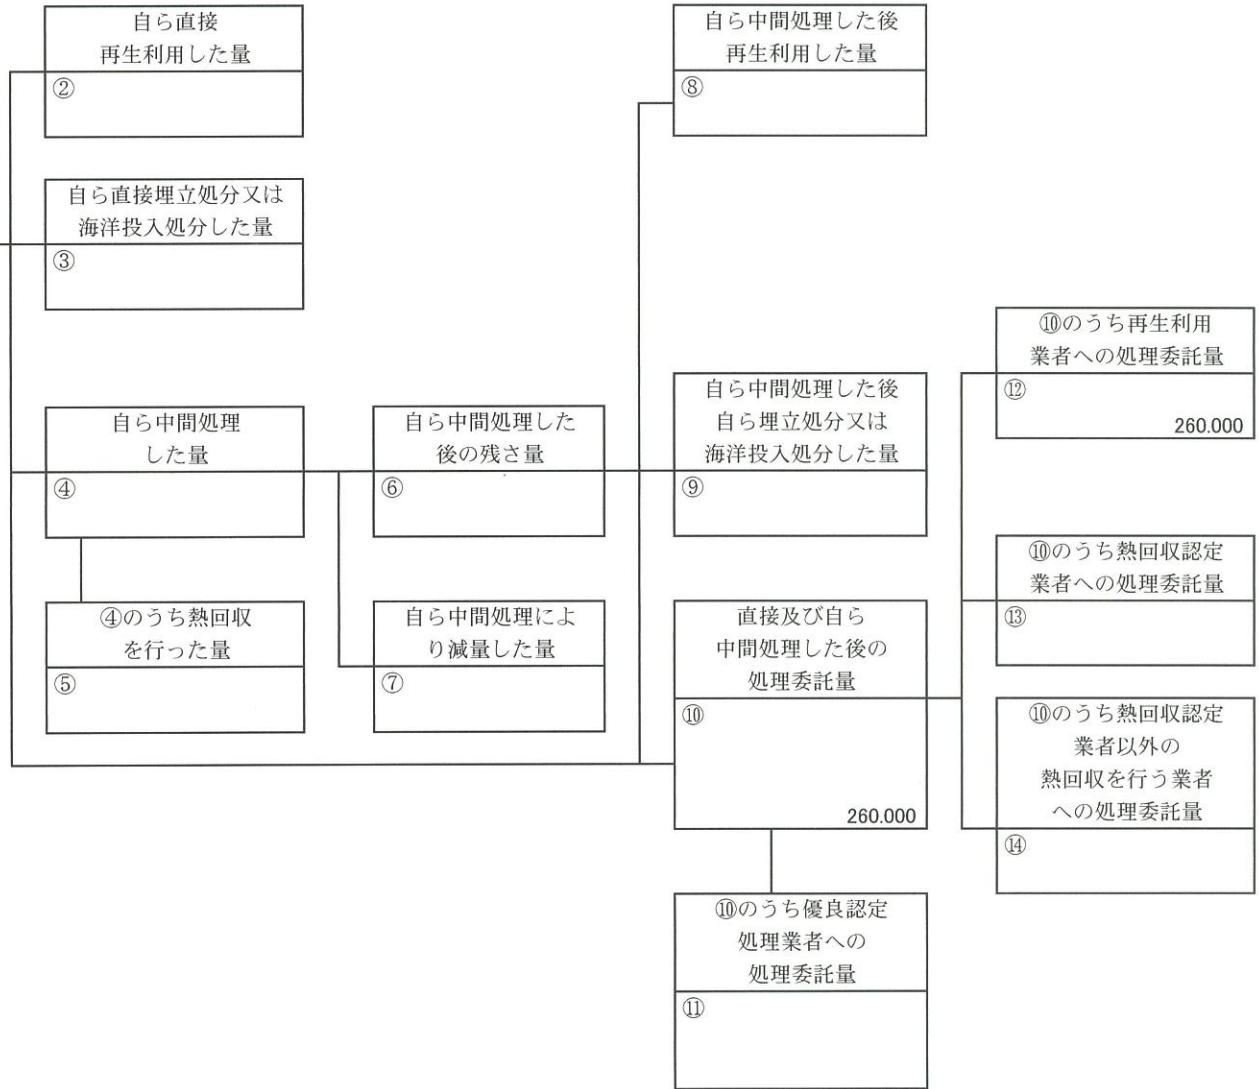 自ら直接
再生利用した量
②
自ら直接埋立処分又は
海洋投入処分した量
③
自ら中間処理
した量
④
④のうち熱回収
を行った量
⑤
自ら中間処理した
後の残さ量
⑥
自ら中間処理によ
り減量した量
⑦
自ら中間処理した後
再生利用した量
⑧
自ら中間処理した後
自ら埋立処分又は
海洋投入処分した量
⑨
直接及び自ら
中間処理した後の
処理委託量
⑩
260.000
⑩のうち優良認定
処理業者への
処理委託量
⑪
⑩のうち再生利用
業者への処理委託量
⑫
260.000
⑩のうち熱回収認定
業者への処理委託量
⑬
⑩のうち熱回収認定
業者以外の
熱回収を行う業者
への処理委託量
⑭